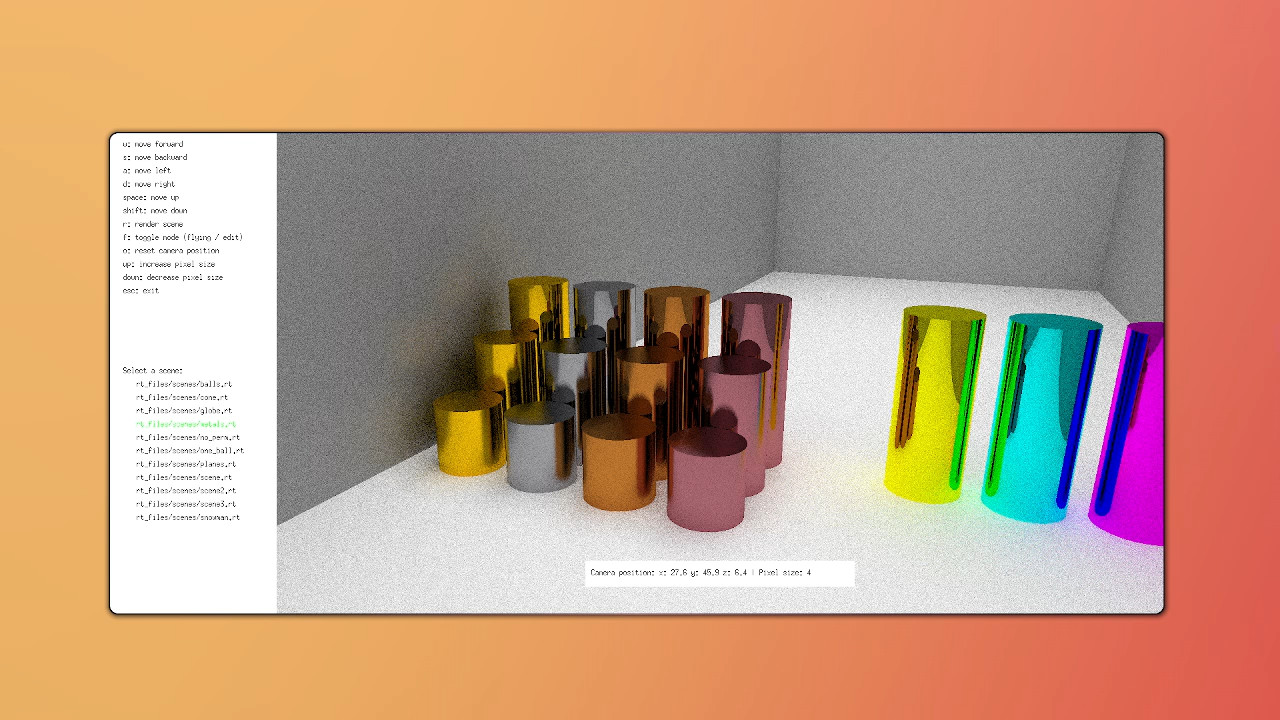 w: move forward
s: move backward
a: move left
d: move right
space: move up
shift: move down
r: render scene
f: toggle mode (flying / edit)
o: reset camera position
up: increase pixel size
down: decrease pixel size
esc: exit
Select a scene:
rt_files/scenes/balls.rt
rt_files/scenes/cone.rt
rt_files/scenes/globe.rt
rt_files/scenes/metals.rt
rt_files/scenes/no_perm.rt
rt_files/scenes/one_ball.rt
rt_files/scenes/planes.rt
rt_files/scenes/scene.rt
rt_files/scenes/scene2.rt
rt_files/scenes/scene3.rt
rt_files/scenes/snowman.rt
Camera position: x: 27.6 y: 45.9 z: 6.4 | Pixel size: 4